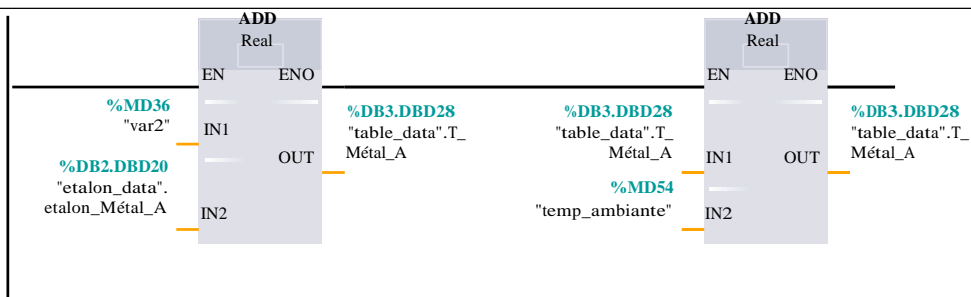 ADD
Real
EN ENO
%MD36
"var2"
IN1
%DB2.DBD20
"etalon_data".
etalon_Métal_A
IN2
%DB3.DBD28
"table_data".T_
Métal_A
OUT
ADD
Real
EN ENO
%DB3.DBD28
"table_data".T_
Métal_A
IN1
%MD54
"temp_ambiante"
IN2
%DB3.DBD28
"table_data".T_
Métal_A
OUT